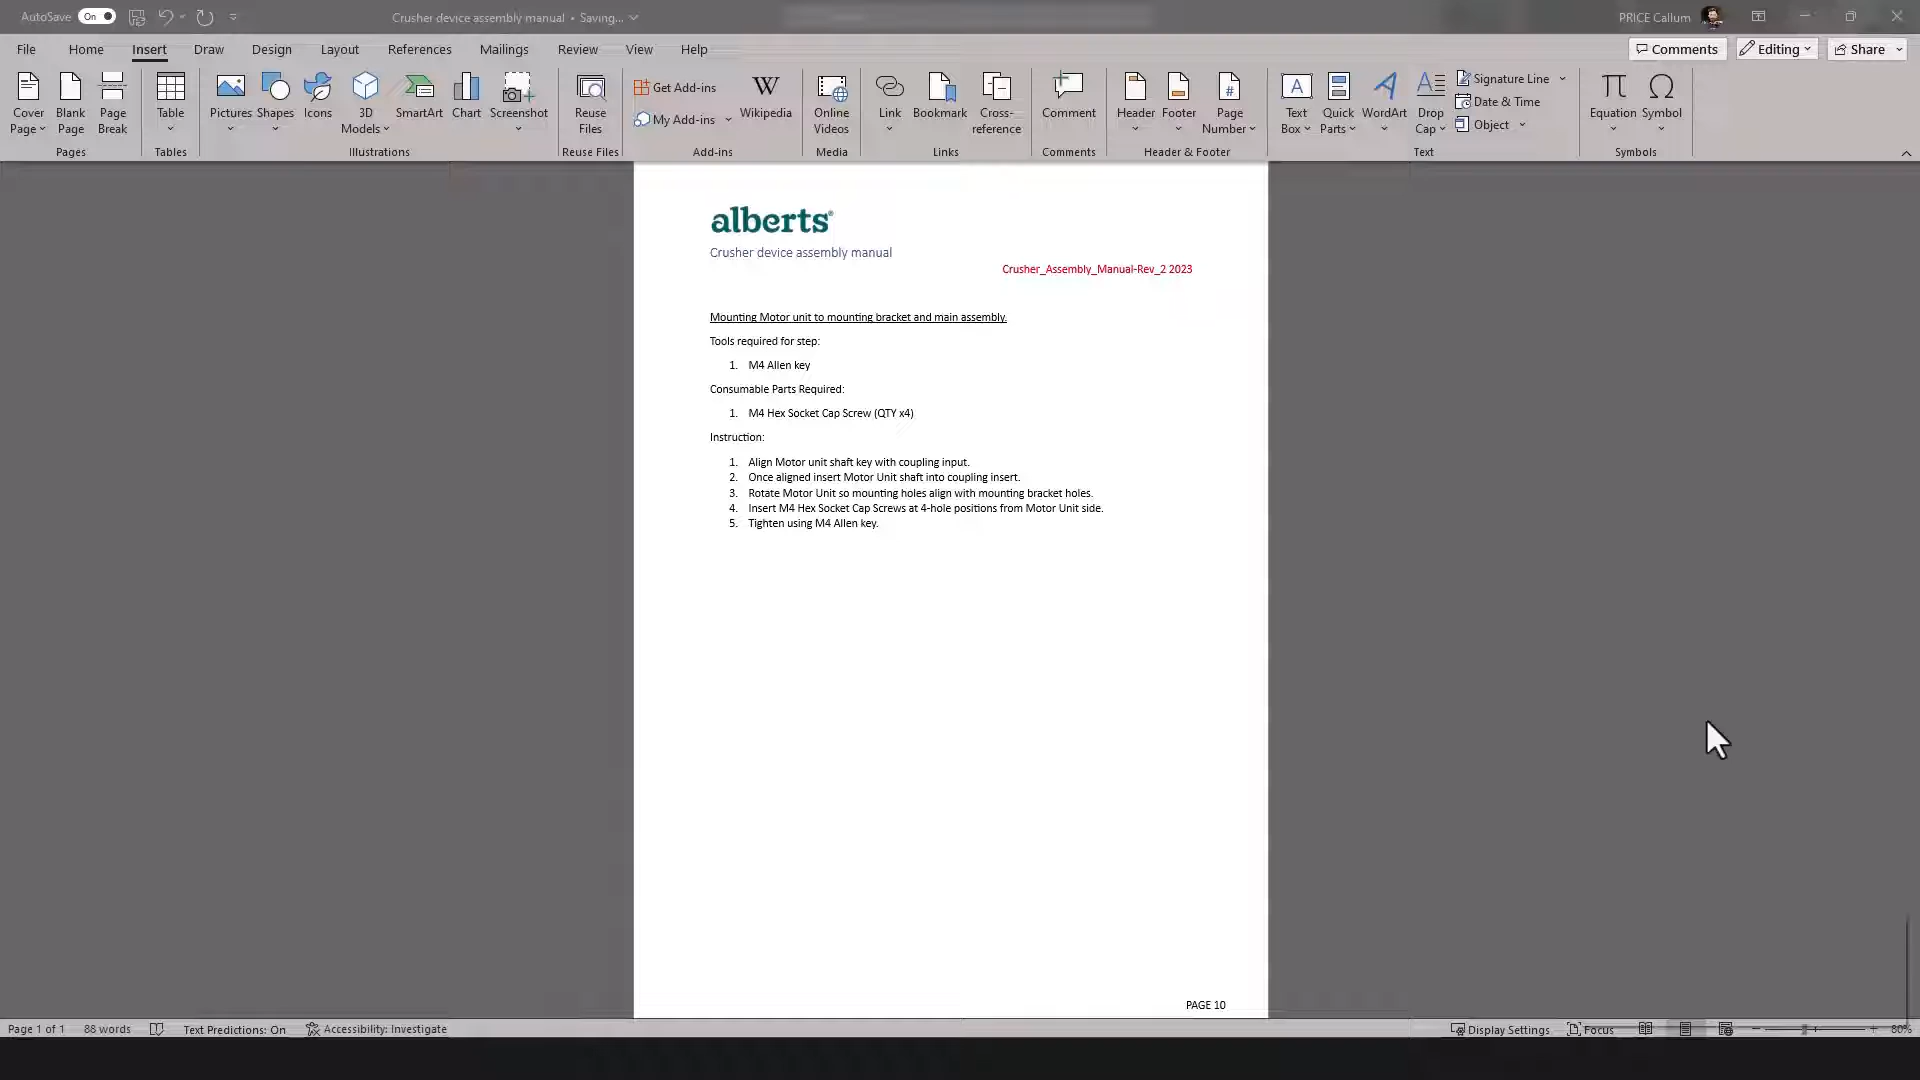 AutoSave On Crusher device assembly manual • Saving... PRICE Callum
File Home Insert Draw Design Layout References Mailings Review View Help Comments Editing Share
Cover Page
Blank Page
Page Break
Pages
Table
Tables
Pictures
Shapes
Icons
3D Models
SmartArt
Chart
Screenshot
Illustrations
Reuse Files
Reuse Files
Get Add-ins
My Add-ins
Wikipedia
Add-ins
Online Videos
Media
Link
Bookmark
Cross-reference
Links
Comment
Comments
Header
Footer
Page Number
Header & Footer
Text Box
Quick Parts
WordArt
Drop Cap
Signature Line
Date & Time
Object
Text
Equation
Symbol
Symbols
alberts®
Crusher device assembly manual
Crusher_Assembly_Manual-Rev_2 2023
Mounting Motor unit to mounting bracket and main assembly.
Tools required for step:
1. M4 Allen key
Consumable Parts Required:
1. M4 Hex Socket Cap Screw (QTY x4)
Instruction:
1. Align Motor unit shaft key with coupling input.
2. Once aligned insert Motor Unit shaft into coupling insert.
3. Rotate Motor Unit so mounting holes align with mounting bracket holes.
4. Insert M4 Hex Socket Cap Screws at 4-hole positions from Motor Unit side.
5. Tighten using M4 Allen key.
PAGE 10
Page 1 of 1 88 words Text Predictions: On Accessibility: Investigate Display Settings Focus 80%